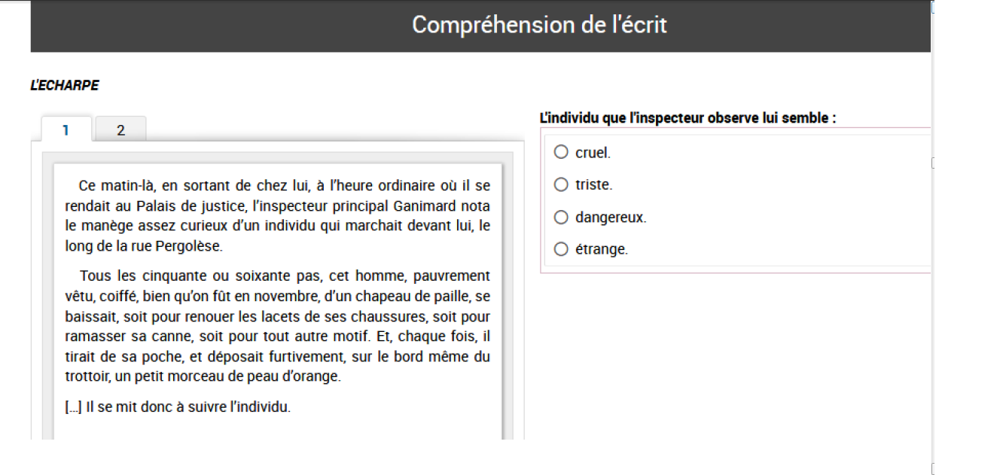 Compréhension de l'écrit
L'ECHARPE
1 2
Ce matin-là, en sortant de chez lui, à l’heure ordinaire où il se
rendait au Palais de justice, l’inspecteur principal Ganimard nota
le manège assez curieux d’un individu qui marchait devant lui, le
long de la rue Pergolèse.
Tous les cinquante ou soixante pas, cet homme, pauvrement
vêtu, coiffé, bien qu’on fût en novembre, d’un chapeau de paille, se
baissait, soit pour renouer les lacets de ses chaussures, soit pour
ramasser sa canne, soit pour tout autre motif. Et, chaque fois, il
tirait de sa poche, et déposait furtivement, sur le bord même du
trottoir, un petit morceau de peau d’orange.
[...] Il se mit donc à suivre l’individu.
L'individu que l'inspecteur observe lui semble :
cruel.
triste.
dangereux.
étrange.